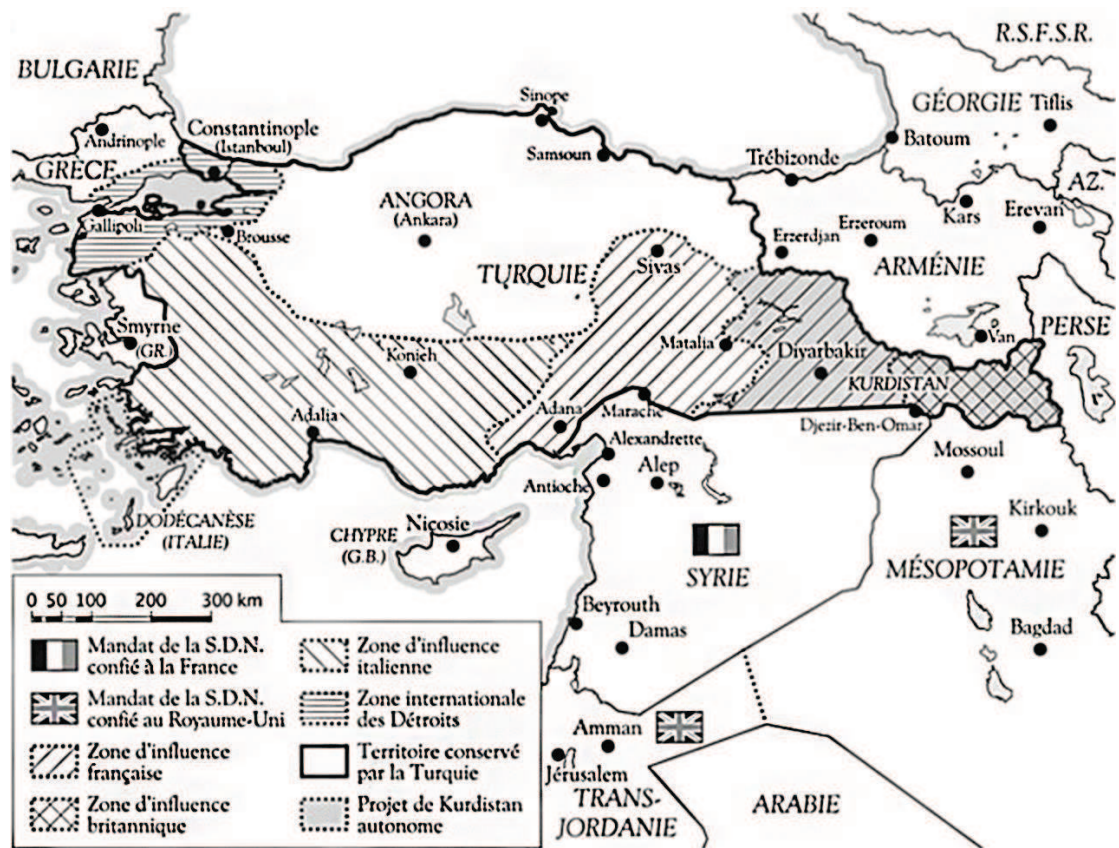 BULGARIE
R.S.F.S.R.
Sinope
GÉORGIE
Tiflis
Andrinople
Constantinople
(Istanboul)
Samsoun
Batoum
Trébizonde
GRÈCE
AZ.
ANGORA
(Ankara)
Kars
Erevan
Gallipoli
Brousse
Erzeroum
Erzerdjan
Sivas
TURQUIE
ARMÉNIE
PERSE
Smyrne
(GR.)
Van
Konieh
Matalia
Diyarbakir
KURDISTAN
Adalia
Adana
Marache
Djezir-Ben-Omar
Alexandrette
Alep
Antioche
Mossoul
DODÉCANÈSE
(ITALIE)
CHYPRE
(G.B.)
Nicosie
Kirkouk
SYRIE
MÉSOPOTAMIE
Beyrouth
Damas
Bagdad
Amman
Jérusalem
TRANS-
JORDANIE
ARABIE
0 50 100 200 300 km
Mandat de la S.D.N.
confié à la France
Mandat de la S.D.N.
confié au Royaume-Uni
Zone d'influence
française
Zone d'influence
britannique
Zone d'influence
italienne
Zone internationale
des Détroits
Territoire conservé
par la Turquie
Projet de Kurdistan
autonome